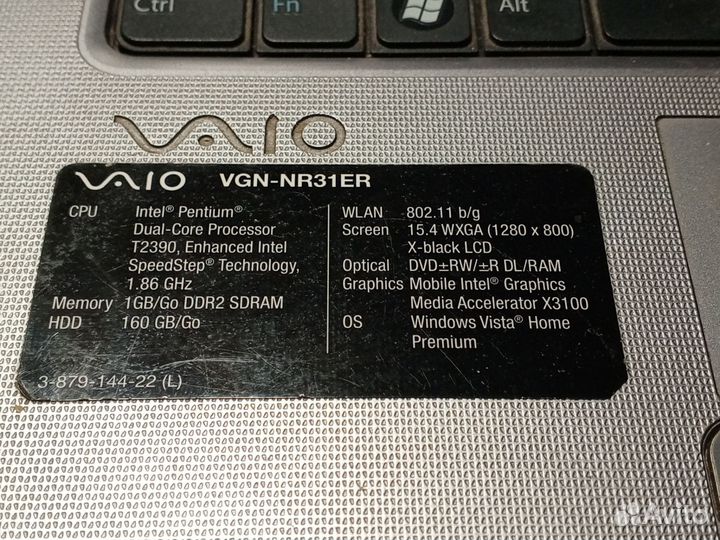 Ctrl
Fn
Alt
VAIO
VAIO VGN-NR31ER
CPU Intel® Pentium®
Dual-Core Processor
T2390, Enhanced Intel
SpeedStep® Technology,
1.86 GHz
Memory 1GB/Go DDR2 SDRAM
HDD 160 GB/Go
WLAN 802.11 b/g
Screen 15.4 WXGA (1280 x 800)
X-black LCD
Optical DVD±RW/±R DL/RAM
Graphics Mobile Intel® Graphics
Media Accelerator X3100
OS Windows Vista® Home
Premium
3-879-144-22 (L)
Avito